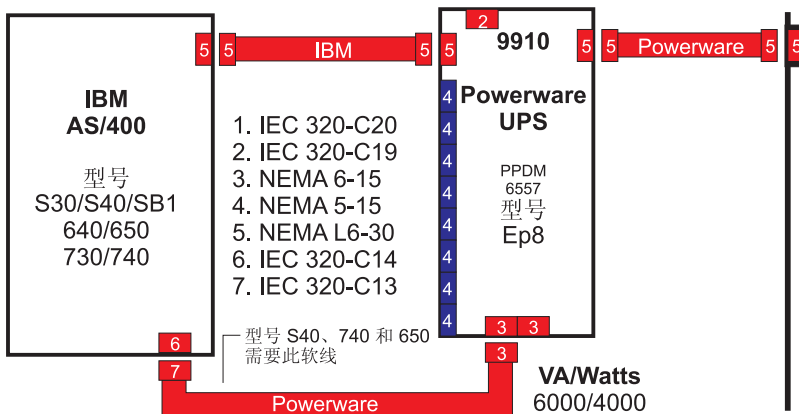 2
5
5
IBM
5
5
9910
5
5
Powerware
5
5
IBM
AS/400
型号
S30/S40/SB1
640/650
730/740
1. IEC 320-C20
2. IEC 320-C19
3. NEMA 6-15
4. NEMA 5-15
5. NEMA L6-30
6. IEC 320-C14
7. IEC 320-C13
4
4
4
4
4
4
4
4
Powerware
UPS
PPDM
6557
型号
Ep8
3
3
6
型号 S40、740 和 650
需要此软线
7
3
Powerware
VA/Watts
6000/4000